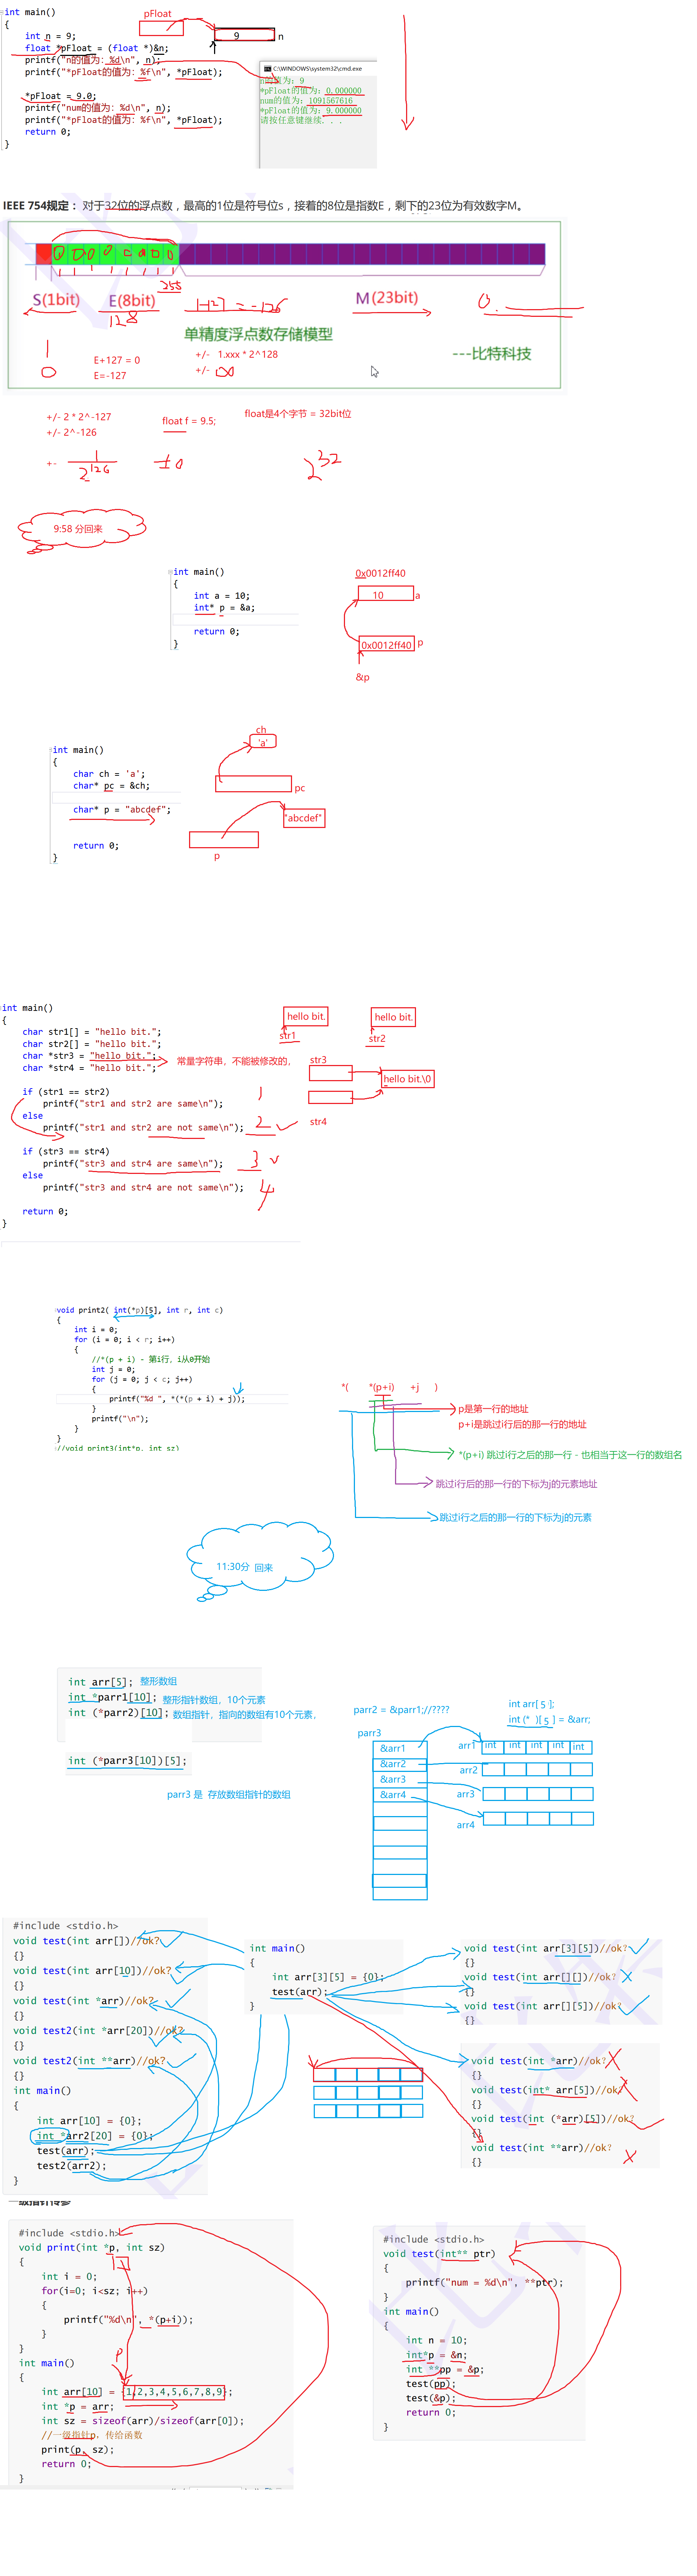 int main()
{
int n = 9;
float *pFloat = (float *)&n;
printf("n的值为：%d\n", n);
printf("*pFloat的值为：%f\n", *pFloat);
*pFloat = 9.0;
printf("num的值为：%d\n", n);
printf("*pFloat的值为：%f\n", *pFloat);
return 0;
}
pFloat
9
n
C:\WINDOWS\system32\cmd.exe
n的值为：9
*pFloat的值为：0.000000
num的值为：1091567616
*pFloat的值为：9.000000
请按任意键继续. . .
IEEE 754规定： 对于32位的浮点数，最高的1位是符号位s，接着的8位是指数E，剩下的23位为有效数字M。
0 0 0 0 0 0 0 0
255
S(1bit)
E(8bit)
1-127 = -126
M(23bit)
0.
128
单精度浮点数存储模型
1
0
E+127 = 0
E=-127
+/- 1.xxx * 2^128
+/- ∞
---比特科技
+/- 2 * 2^-127
+/- 2^-126
float f = 9.5;
float是4个字节 = 32bit位
+- 1
2^126
±0
2^32
9:58 分回来
int main()
{
int a = 10;
int* p = &a;
return 0;
}
0x0012ff40
10
a
0x0012ff40
p
&p
int main()
{
char ch = 'a';
char* pc = &ch;
char* p = "abcdef";
return 0;
}
ch
'a'
pc
"abcdef"
p
int main()
{
char str1[] = "hello bit.";
char str2[] = "hello bit.";
char *str3 = "hello bit.";
char *str4 = "hello bit.";
常量字符串，不能被修改的，
if (str1 == str2)
printf("str1 and str2 are same\n");
1
else
printf("str1 and str2 are not same\n");
2
if (str3 == str4)
printf("str3 and str4 are same\n");
3
else
printf("str3 and str4 are not same\n");
4
return 0;
}
hello bit.
hello bit.
str1
str2
str3
hello bit.\0
str4
void print2( int(*p)[5], int r, int c)
{
int i = 0;
for (i = 0; i < r; i++)
{
//*(p + i) - 第i行，i从0开始
int j = 0;
for (j = 0; j < c; j++)
{
printf("%d ", *(*(p + i) + j));
}
printf("\n");
}
}
//void print3(int*p, int sz)
*( *(p+i) +j )
p是第一行的地址
p+i是跳过i行后的那一行的地址
*(p+i) 跳过i行之后的那一行 - 也相当于这一行的数组名
跳过i行后的那一行的下标为j的元素地址
跳过i行之后的那一行的下标为j的元素
11:30分 回来
int arr[5]; 整形数组
int *parr1[10]; 整形指针数组，10个元素
int (*parr2)[10]; 数组指针，指向的数组有10个元素，
int (*parr3[10])[5];
parr3 是 存放数组指针的数组
parr2 = &parr1;//????
int arr[ 5 ];
int (* )[ 5 ] = &arr;
parr3
&arr1
&arr2
&arr3
&arr4
arr1
int int int int int
arr2
arr3
arr4
#include <stdio.h>
void test(int arr[])//ok?
{}
void test(int arr[10])//ok?
{}
void test(int *arr)//ok?
{}
void test2(int *arr[20])//ok?
{}
void test2(int **arr)//ok?
{}
int main()
{
int arr[10] = {0};
int *arr2[20] = {0};
test(arr);
test2(arr2);
}
int main()
{
int arr[3][5] = {0};
test(arr);
}
void test(int arr[3][5])//ok?
{}
void test(int arr[][])//ok?
{}
void test(int arr[][5])//ok?
{}
void test(int *arr)//ok?
{}
void test(int* arr[5])//ok?
{}
void test(int (*arr)[5])//ok?
{}
void test(int **arr)//ok?
{}
一级指针传参
#include <stdio.h>
void print(int *p, int sz)
{
int i = 0;
for(i=0; i<sz; i++)
{
printf("%d\n", *(p+i));
}
}
int main()
{
int arr[10] = {1,2,3,4,5,6,7,8,9};
int *p = arr;
int sz = sizeof(arr)/sizeof(arr[0]);
//一级指针p，传给函数
print(p, sz);
return 0;
}
p
#include <stdio.h>
void test(int** ptr)
{
printf("num = %d\n", **ptr);
}
int main()
{
int n = 10;
int*p = &n;
int **pp = &p;
test(pp);
test(&p);
return 0;
}